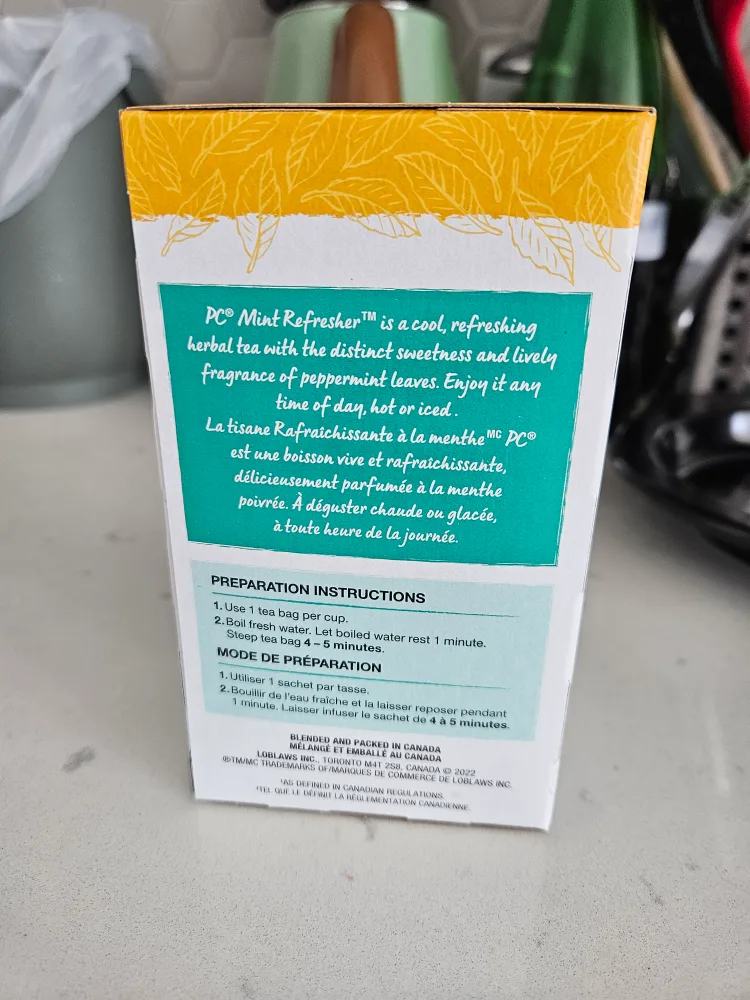 PC® Mint Refresher™ is a cool, refreshing
herbal tea with the distinct sweetness and lively
fragrance of peppermint leaves. Enjoy it any
time of day, hot or iced.
La tisane Rafraîchissante à la mentheᴹᶜ PC®
est une boisson vive et rafraîchissante,
délicieusement parfumée à la menthe
poivrée. À déguster chaude ou glacée,
à toute heure de la journée.
PREPARATION INSTRUCTIONS
1. Use 1 tea bag per cup.
2. Boil fresh water. Let boiled water rest 1 minute.
Steep tea bag 4 – 5 minutes.
MODE DE PRÉPARATION
1. Utiliser 1 sachet par tasse.
2. Bouillir de l'eau fraîche et la laisser reposer pendant
1 minute. Laisser infuser le sachet de 4 à 5 minutes.
BLENDED AND PACKED IN CANADA
MÉLANGÉ ET EMBALLÉ AU CANADA
LOBLAWS INC., TORONTO M4T 2S8, CANADA © 2022
®/TM/MC TRADEMARKS OF/MARQUES DE COMMERCE DE LOBLAWS INC.
†AS DEFINED IN CANADIAN REGULATIONS.
†TEL QUE LE DÉFINIT LA RÉGLEMENTATION CANADIENNE.